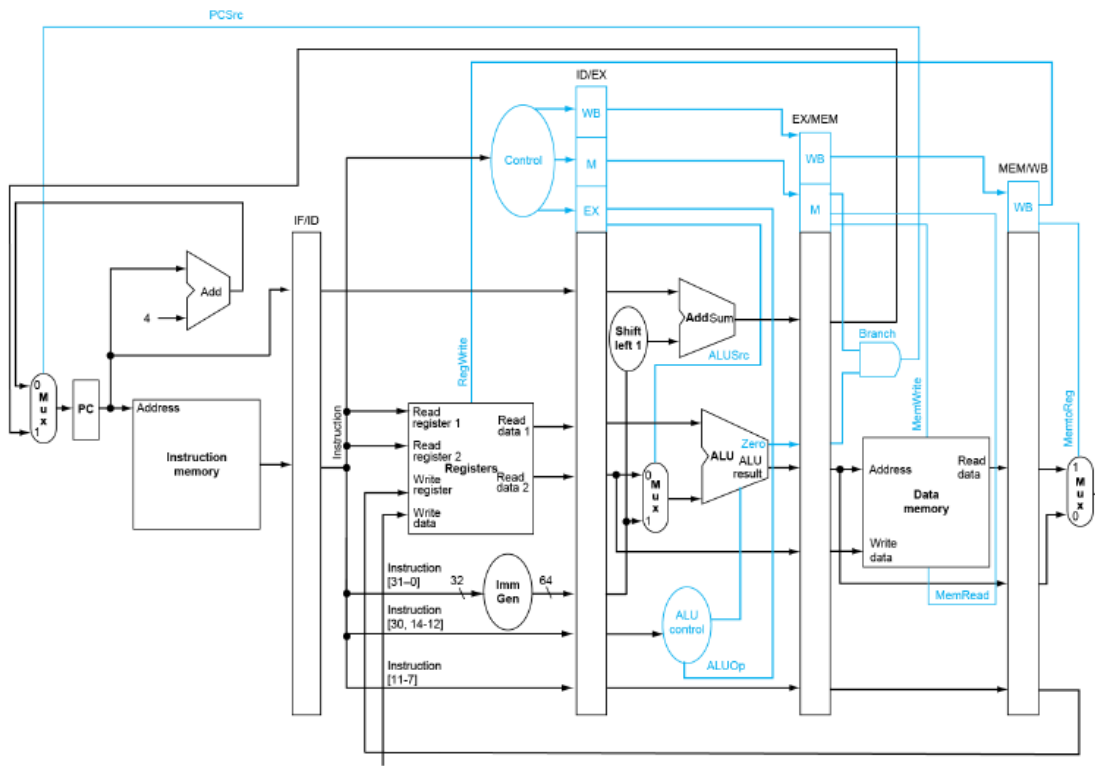 PCSrc
ID/EX
WB
EX/MEM
Control
M
WB
MEM/WB
EX
M
WB
IF/ID
Add
4
Add Sum
Shift
left 1
ALUSrc
Branch
RegWrite
MemWrite
MemtoReg
0
M
u
x
1
PC
Address
Instruction
memory
Instruction
Read
register 1
Read
data 1
Read
register 2
Registers
Write
register
Read
data 2
Write
data
0
M
u
x
1
Zero
ALU
ALU
result
Address
Read
data
Data
memory
Write
data
1
M
u
x
0
Instruction
[31–0]
32
Imm
Gen
64
MemRead
Instruction
[30, 14-12]
ALU
control
ALUOp
Instruction
[11-7]